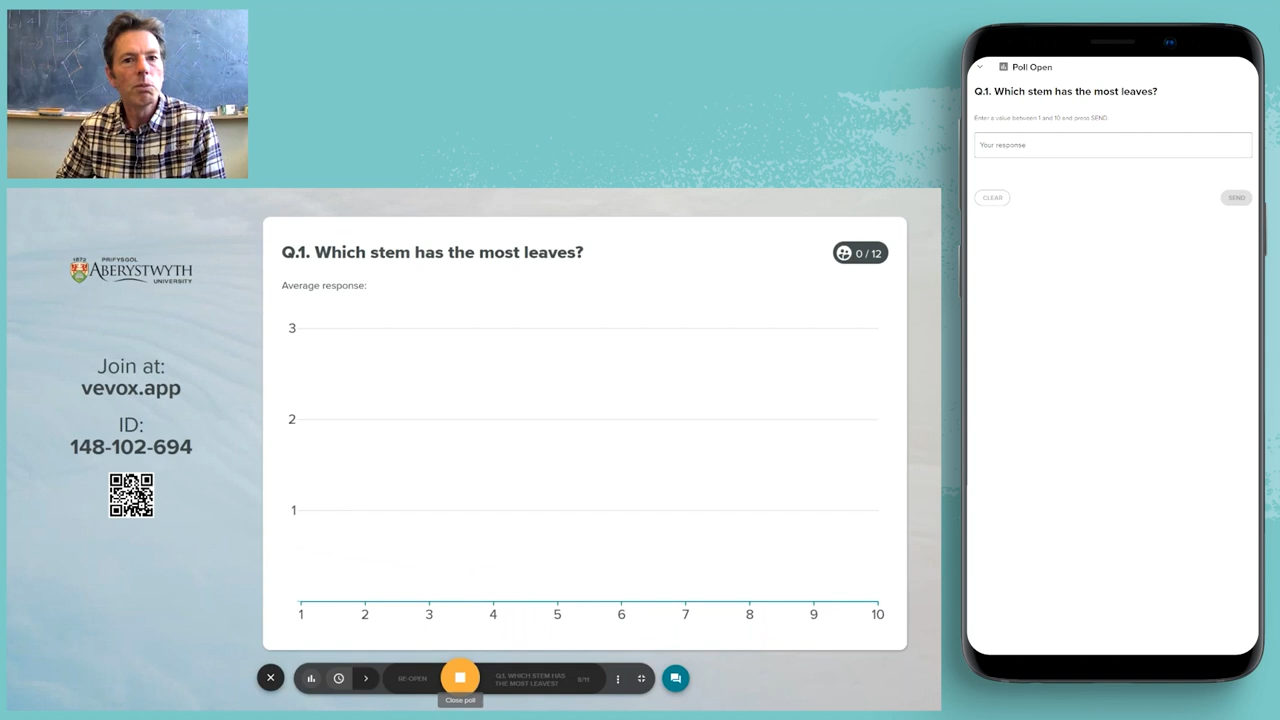 Q.1. Which stem has the most leaves?
0 / 12
Average response:
3
2
1
1 2 3 4 5 6 7 8 9 10
1872
PRIFYSGOL
ABERYSTWYTH
UNIVERSITY
Join at:
vevox.app
ID:
148-102-694
RE-OPEN
Q.1. WHICH STEM HAS
THE MOST LEAVES?
8/11
Close poll
Poll Open
Q.1. Which stem has the most leaves?
Enter a value between 1 and 10 and press SEND.
Your response
CLEAR
SEND